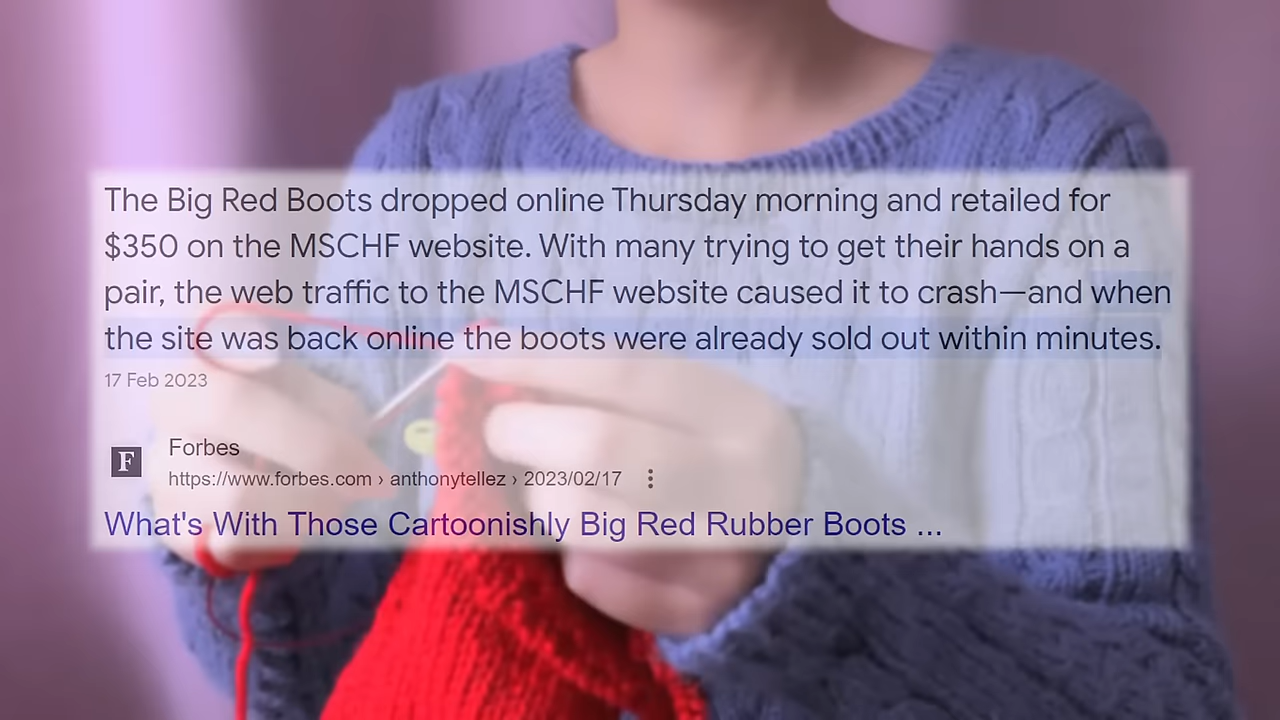 The Big Red Boots dropped online Thursday morning and retailed for
$350 on the MSCHF website. With many trying to get their hands on a
pair, the web traffic to the MSCHF website caused it to crash—and when
the site was back online the boots were already sold out within minutes.
17 Feb 2023
F
Forbes
https://www.forbes.com › anthonytellez › 2023/02/17
What's With Those Cartoonishly Big Red Rubber Boots ...